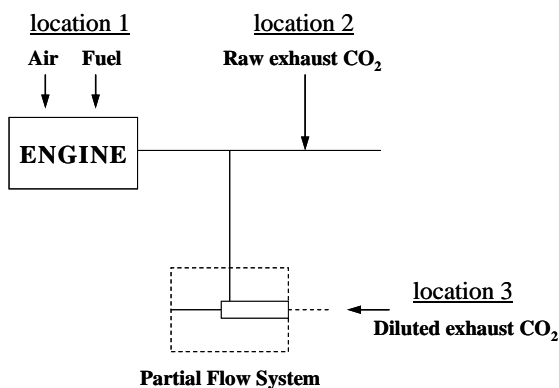 location 1
Air Fuel
location 2
Raw exhaust CO₂
ENGINE
location 3
Diluted exhaust CO₂
Partial Flow System